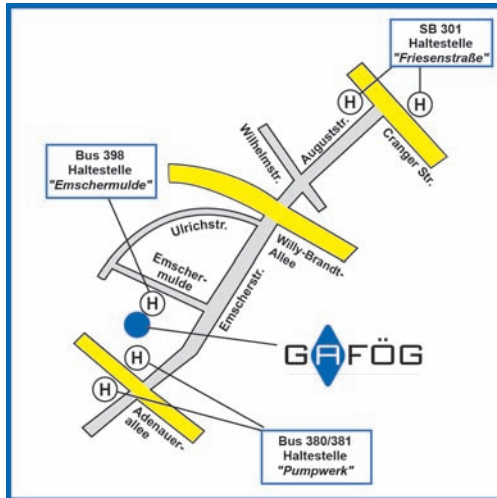 SB 301
Haltestelle
"Friesenstraße"
H
H
Wilhelmstr.
Auguststr.
Cranger Str.
Bus 398
Haltestelle
"Emschermulde"
Ulrichstr.
Willy-Brandt-
Allee
Emscher-
mulde
Emscherstr.
H
GAFÖG
H
H
Adenauer-
allee
Bus 380/381
Haltestelle
"Pumpwerk"